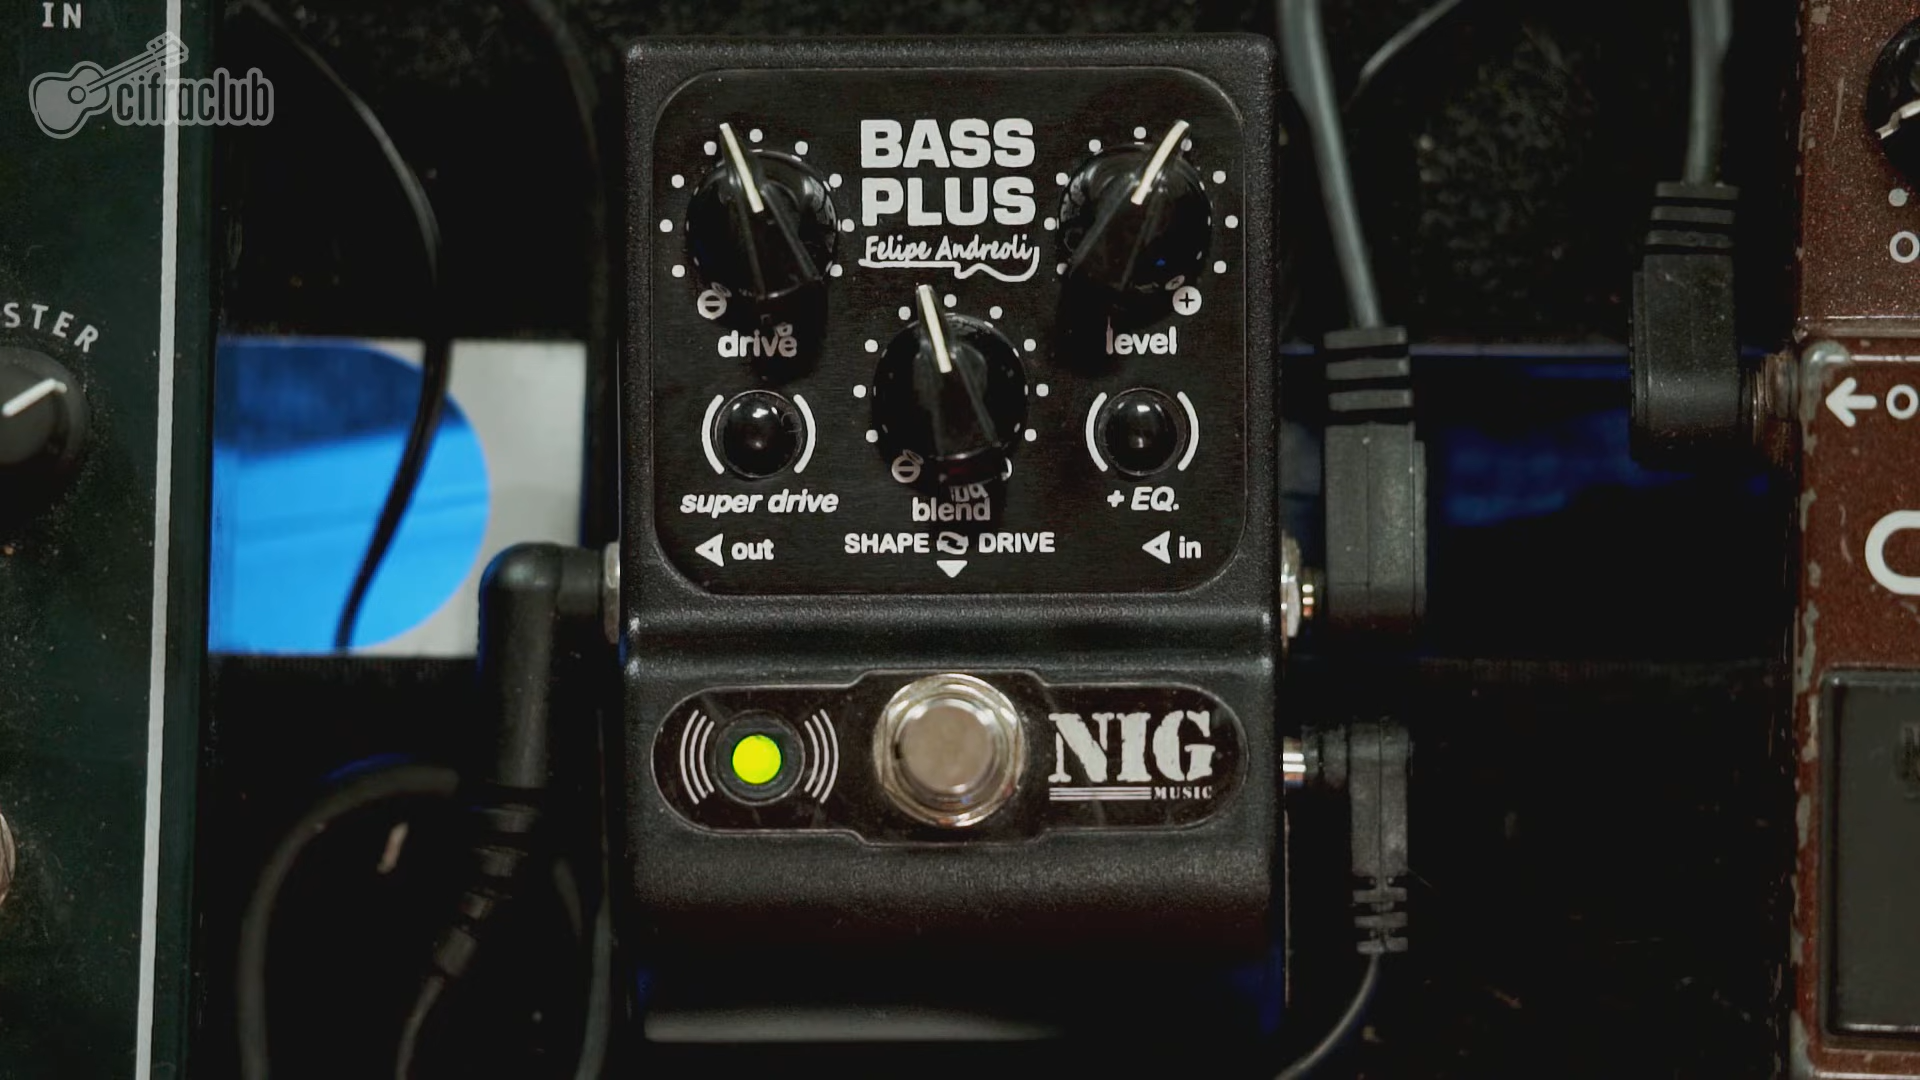 IN
cifraclub
STER
BASS
PLUS
Felipe Andreoli
drive
level
blend
super drive
+ EQ.
out
SHAPE DRIVE
in
NIG
MUSIC